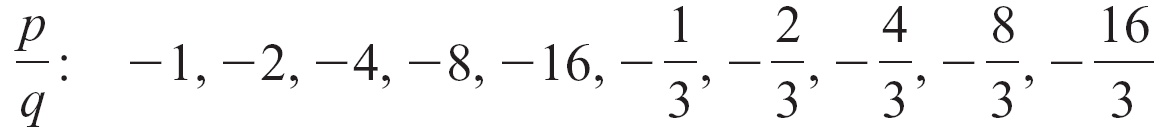 p/q: −1, −2, −4, −8, −16, −1/3, −2/3, −4/3, −8/3, −16/3